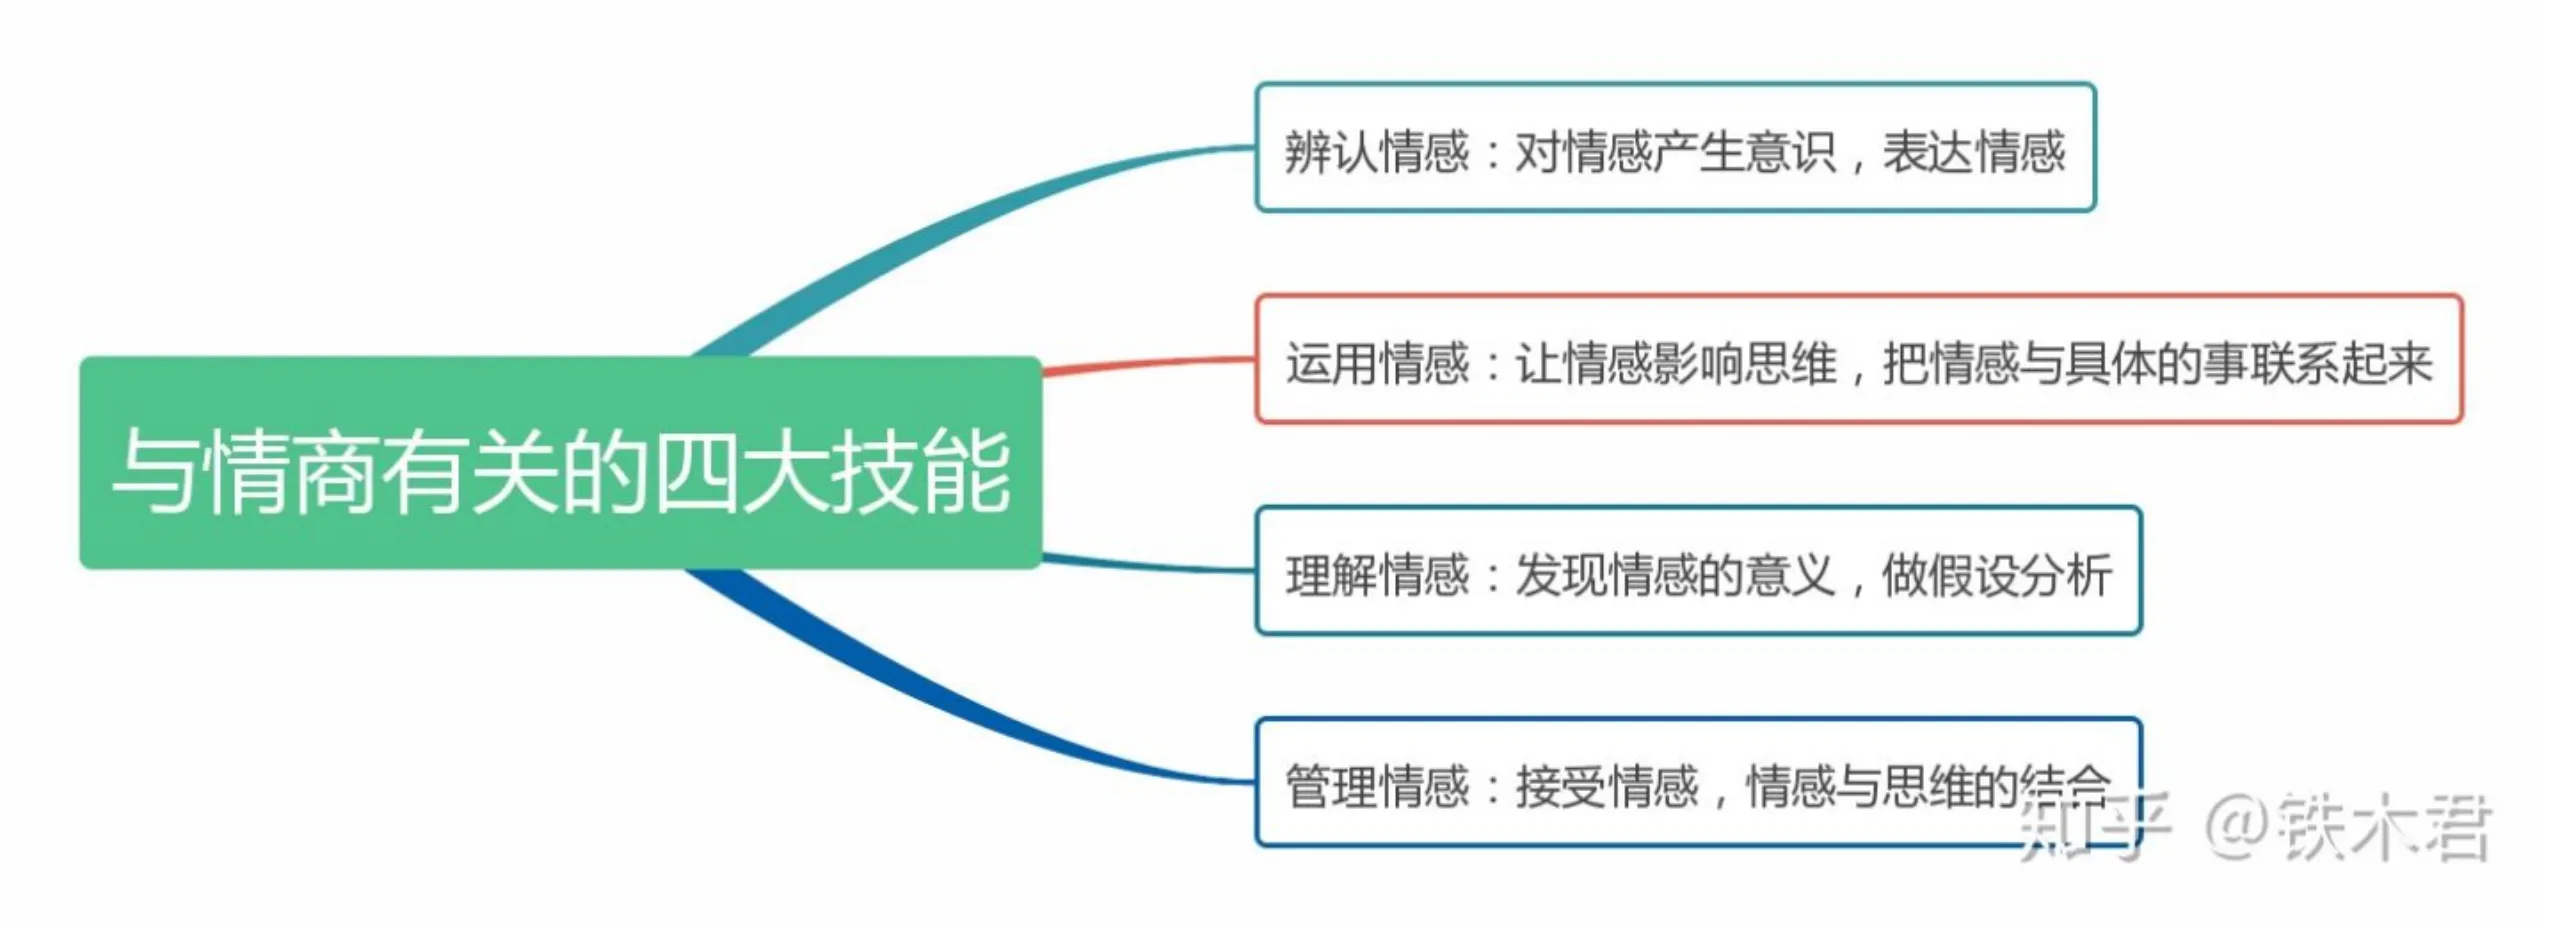 辨认情感：对情感产生意识，表达情感
运用情感：让情感影响思维，把情感与具体的事联系起来
与情商有关的四大技能
理解情感：发现情感的意义，做假设分析
管理情感：接受情感，情感与思维的结合
知乎 @铁木君